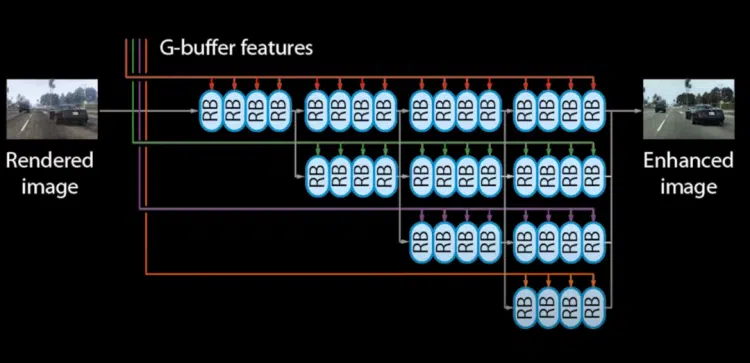 G-buffer features
RB RB RB RB RB RB RB RB RB RB RB RB RB RB RB RB
Rendered
image
Enhanced
image
RB RB RB RB RB RB RB RB RB RB RB RB
RB RB RB RB RB RB RB RB
RB RB RB RB